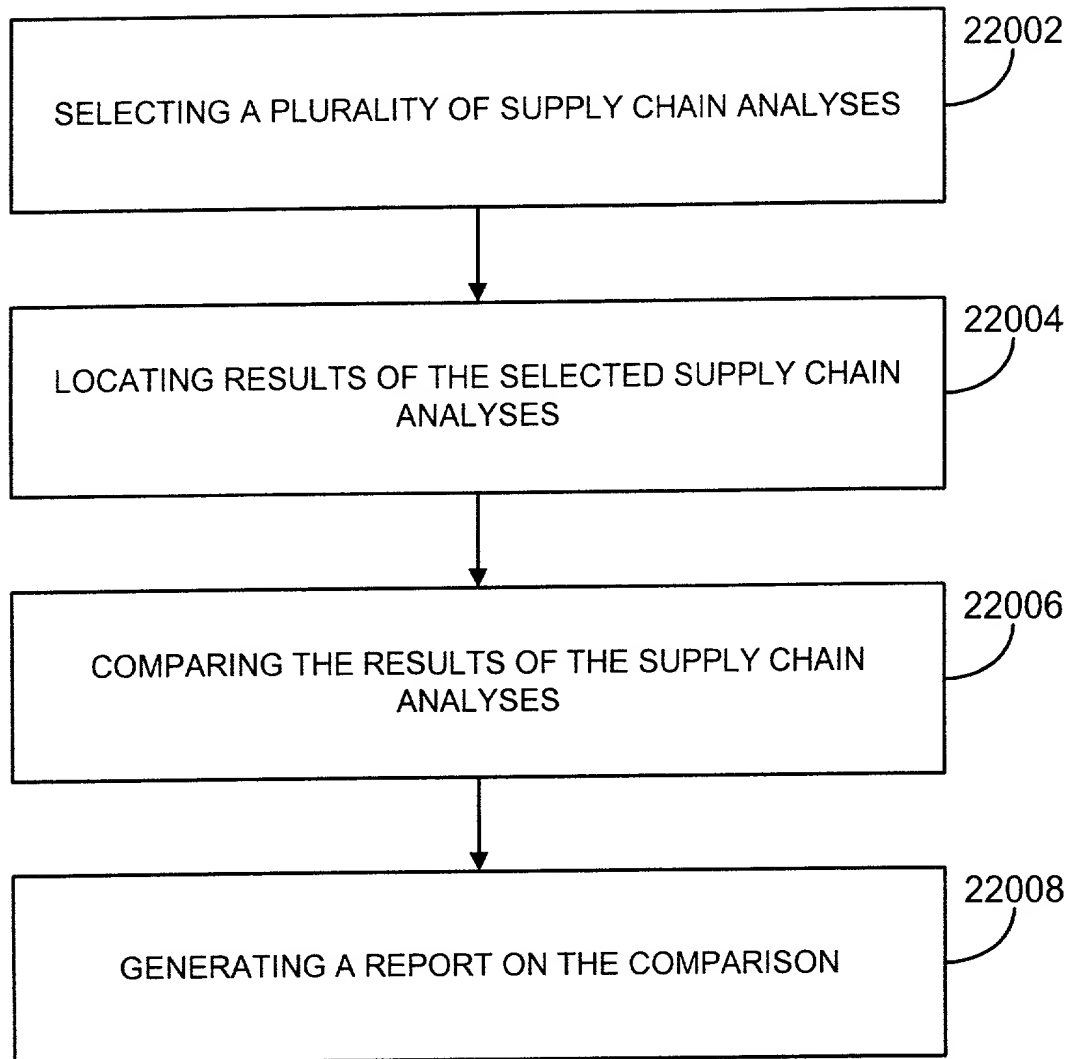 22002
SELECTING A PLURALITY OF SUPPLY CHAIN ANALYSES
22004
LOCATING RESULTS OF THE SELECTED SUPPLY CHAIN
ANALYSES
22006
COMPARING THE RESULTS OF THE SUPPLY CHAIN
ANALYSES
22008
GENERATING A REPORT ON THE COMPARISON